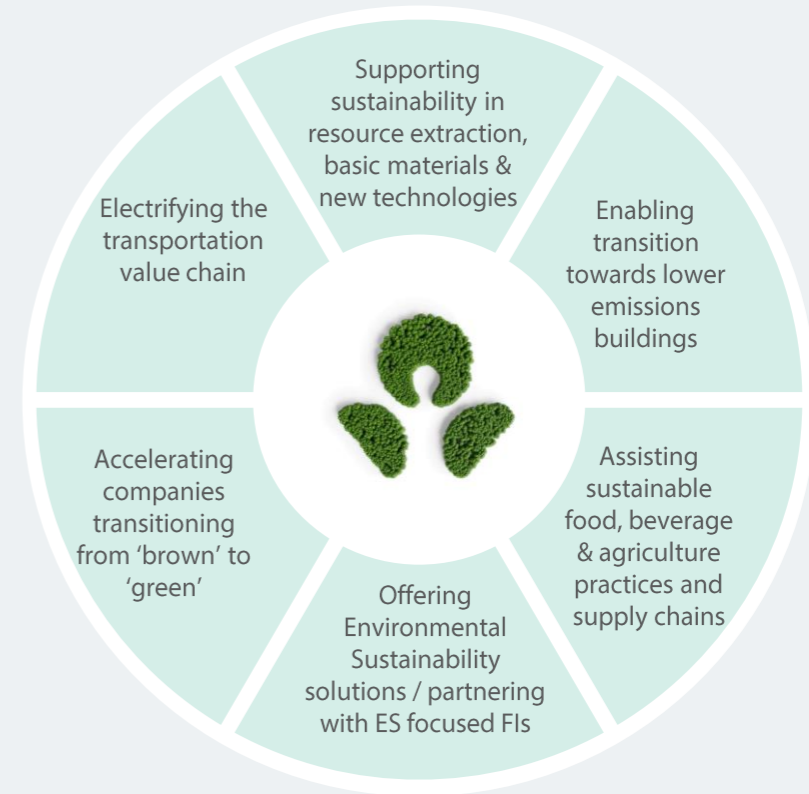 Supporting
sustainability in
resource extraction,
basic materials &
new technologies
Enabling
transition
towards lower
emissions
buildings
Assisting
sustainable
food, beverage
& agriculture
practices and
supply chains
Offering
Environmental
Sustainability
solutions / partnering
with ES focused FIs
Accelerating
companies
transitioning
from ‘brown’ to
‘green’
Electrifying the
transportation
value chain